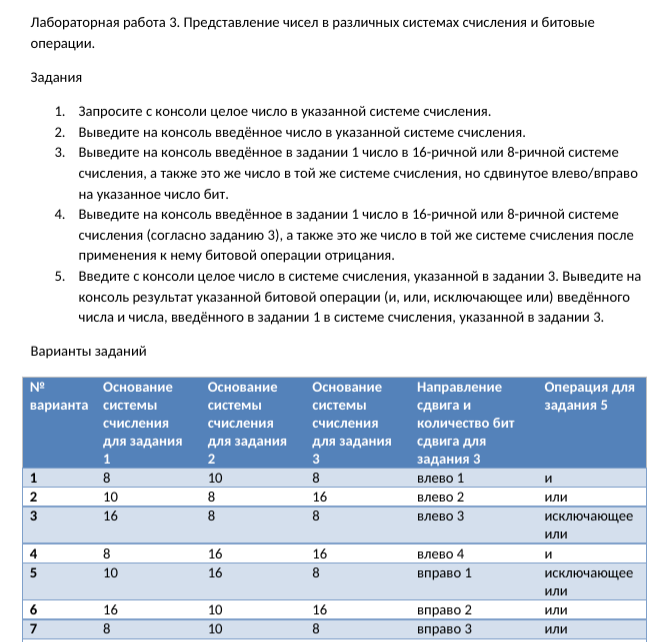 Лабораторная работа 3. Представление чисел в различных системах счисления и битовые
операции.
Задания
1. Запросите с консоли целое число в указанной системе счисления.
2. Выведите на консоль введённое число в указанной системе счисления.
3. Выведите на консоль введённое в задании 1 число в 16-ричной или 8-ричной системе
счисления, а также это же число в той же системе счисления, но сдвинутое влево/вправо
на указанное число бит.
4. Выведите на консоль введённое в задании 1 число в 16-ричной или 8-ричной системе
счисления (согласно заданию 3), а также это же число в той же системе счисления после
применения к нему битовой операции отрицания.
5. Введите с консоли целое число в системе счисления, указанной в задании 3. Выведите на
консоль результат указанной битовой операции (и, или, исключающее или) введённого
числа и числа, введённого в задании 1 в системе счисления, указанной в задании 3.
Варианты заданий
№ Основание Основание Основание Направление Операция для
варианта системы системы системы сдвига и задания 5
счисления счисления счисления количество бит
для задания для задания для задания сдвига для
1 2 3 задания 3
1 8 10 8 влево 1 и
2 10 8 16 влево 2 или
3 16 8 8 влево 3 исключающее
или
4 8 16 16 влево 4 и
5 10 16 8 вправо 1 исключающее
или
6 16 10 16 вправо 2 или
7 8 10 8 вправо 3 или